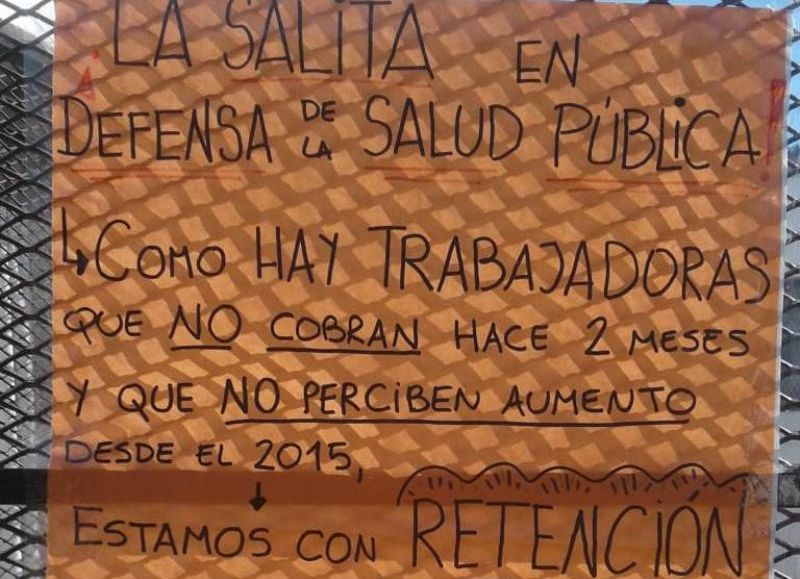 ¡LA SALITA EN
DEFENSA DE LA SALUD PÚBLICA!
↳ COMO HAY TRABAJADORAS
QUE NO COBRAN HACE 2 MESES
Y QUE NO PERCIBEN AUMENTO
DESDE EL 2015,
↓
ESTAMOS CON RETENCIÓN